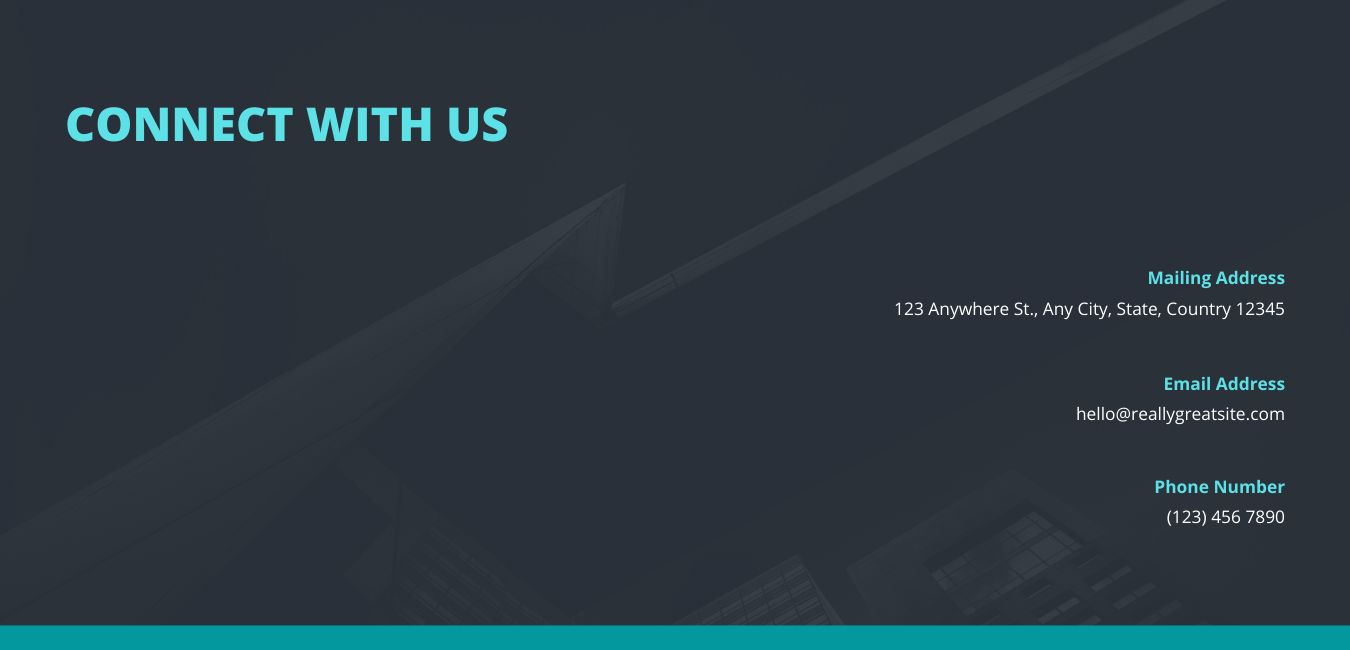 CONNECT WITH US
Mailing Address
123 Anywhere St., Any City, State, Country 12345
Email Address
hello@reallygreatsite.com
Phone Number
(123) 456 7890